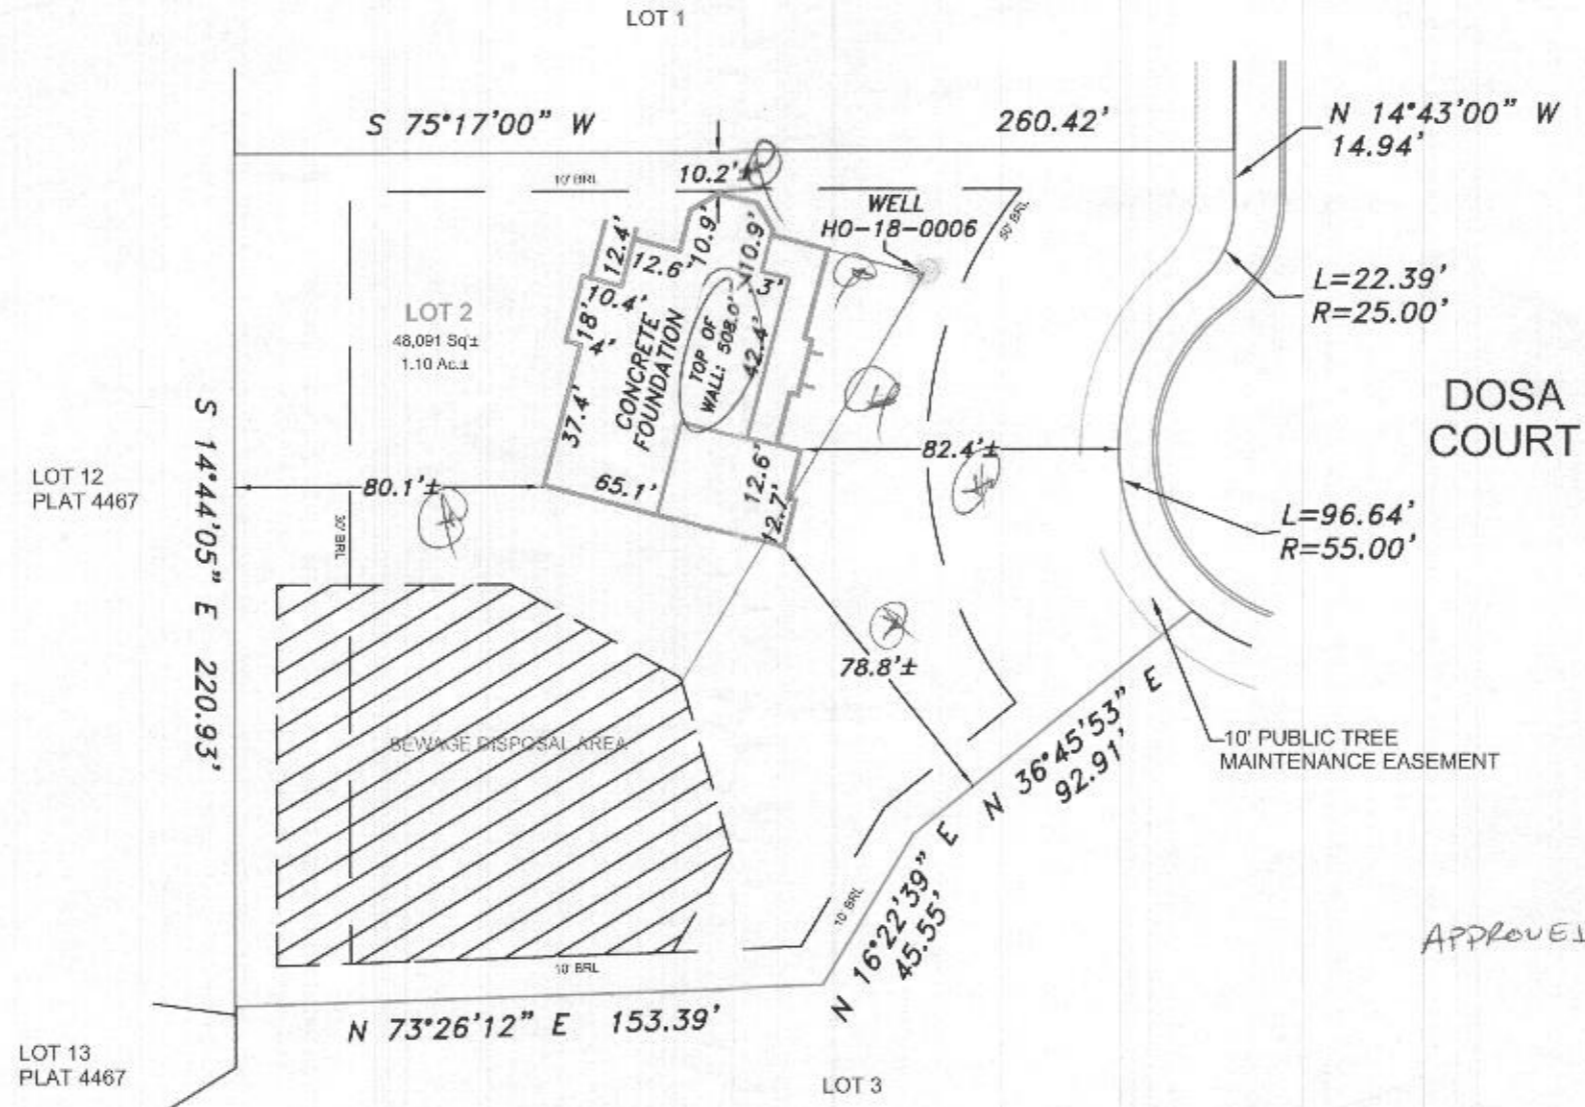 LOT 1
S 75°17'00" W
260.42'
N 14°43'00" W
14.94'
10' BRL
10.2'±
WELL
HO-18-0006
50' BRL
L=22.39'
R=25.00'
12.4'
12.6'
10.9'
10.9'
3'
10.4'
18'
4'
LOT 2
48,091 Sq'±
1.10 Ac.±
CONCRETE
FOUNDATION
TOP OF
WALL: 508.0'
42.4'
37.4'
DOSA
COURT
S 14°44'05" E 220.93'
LOT 12
PLAT 4467
80.1'±
65.1'
12.6'
12.7'
82.4'±
30' BRL
L=96.64'
R=55.00'
78.8'±
SEWAGE DISPOSAL AREA
N 36°45'53" E
92.91'
10' PUBLIC TREE
MAINTENANCE EASEMENT
10' BRL
N 16°22'39" E
45.55'
10' BRL
N 73°26'12" E 153.39'
LOT 13
PLAT 4467
LOT 3